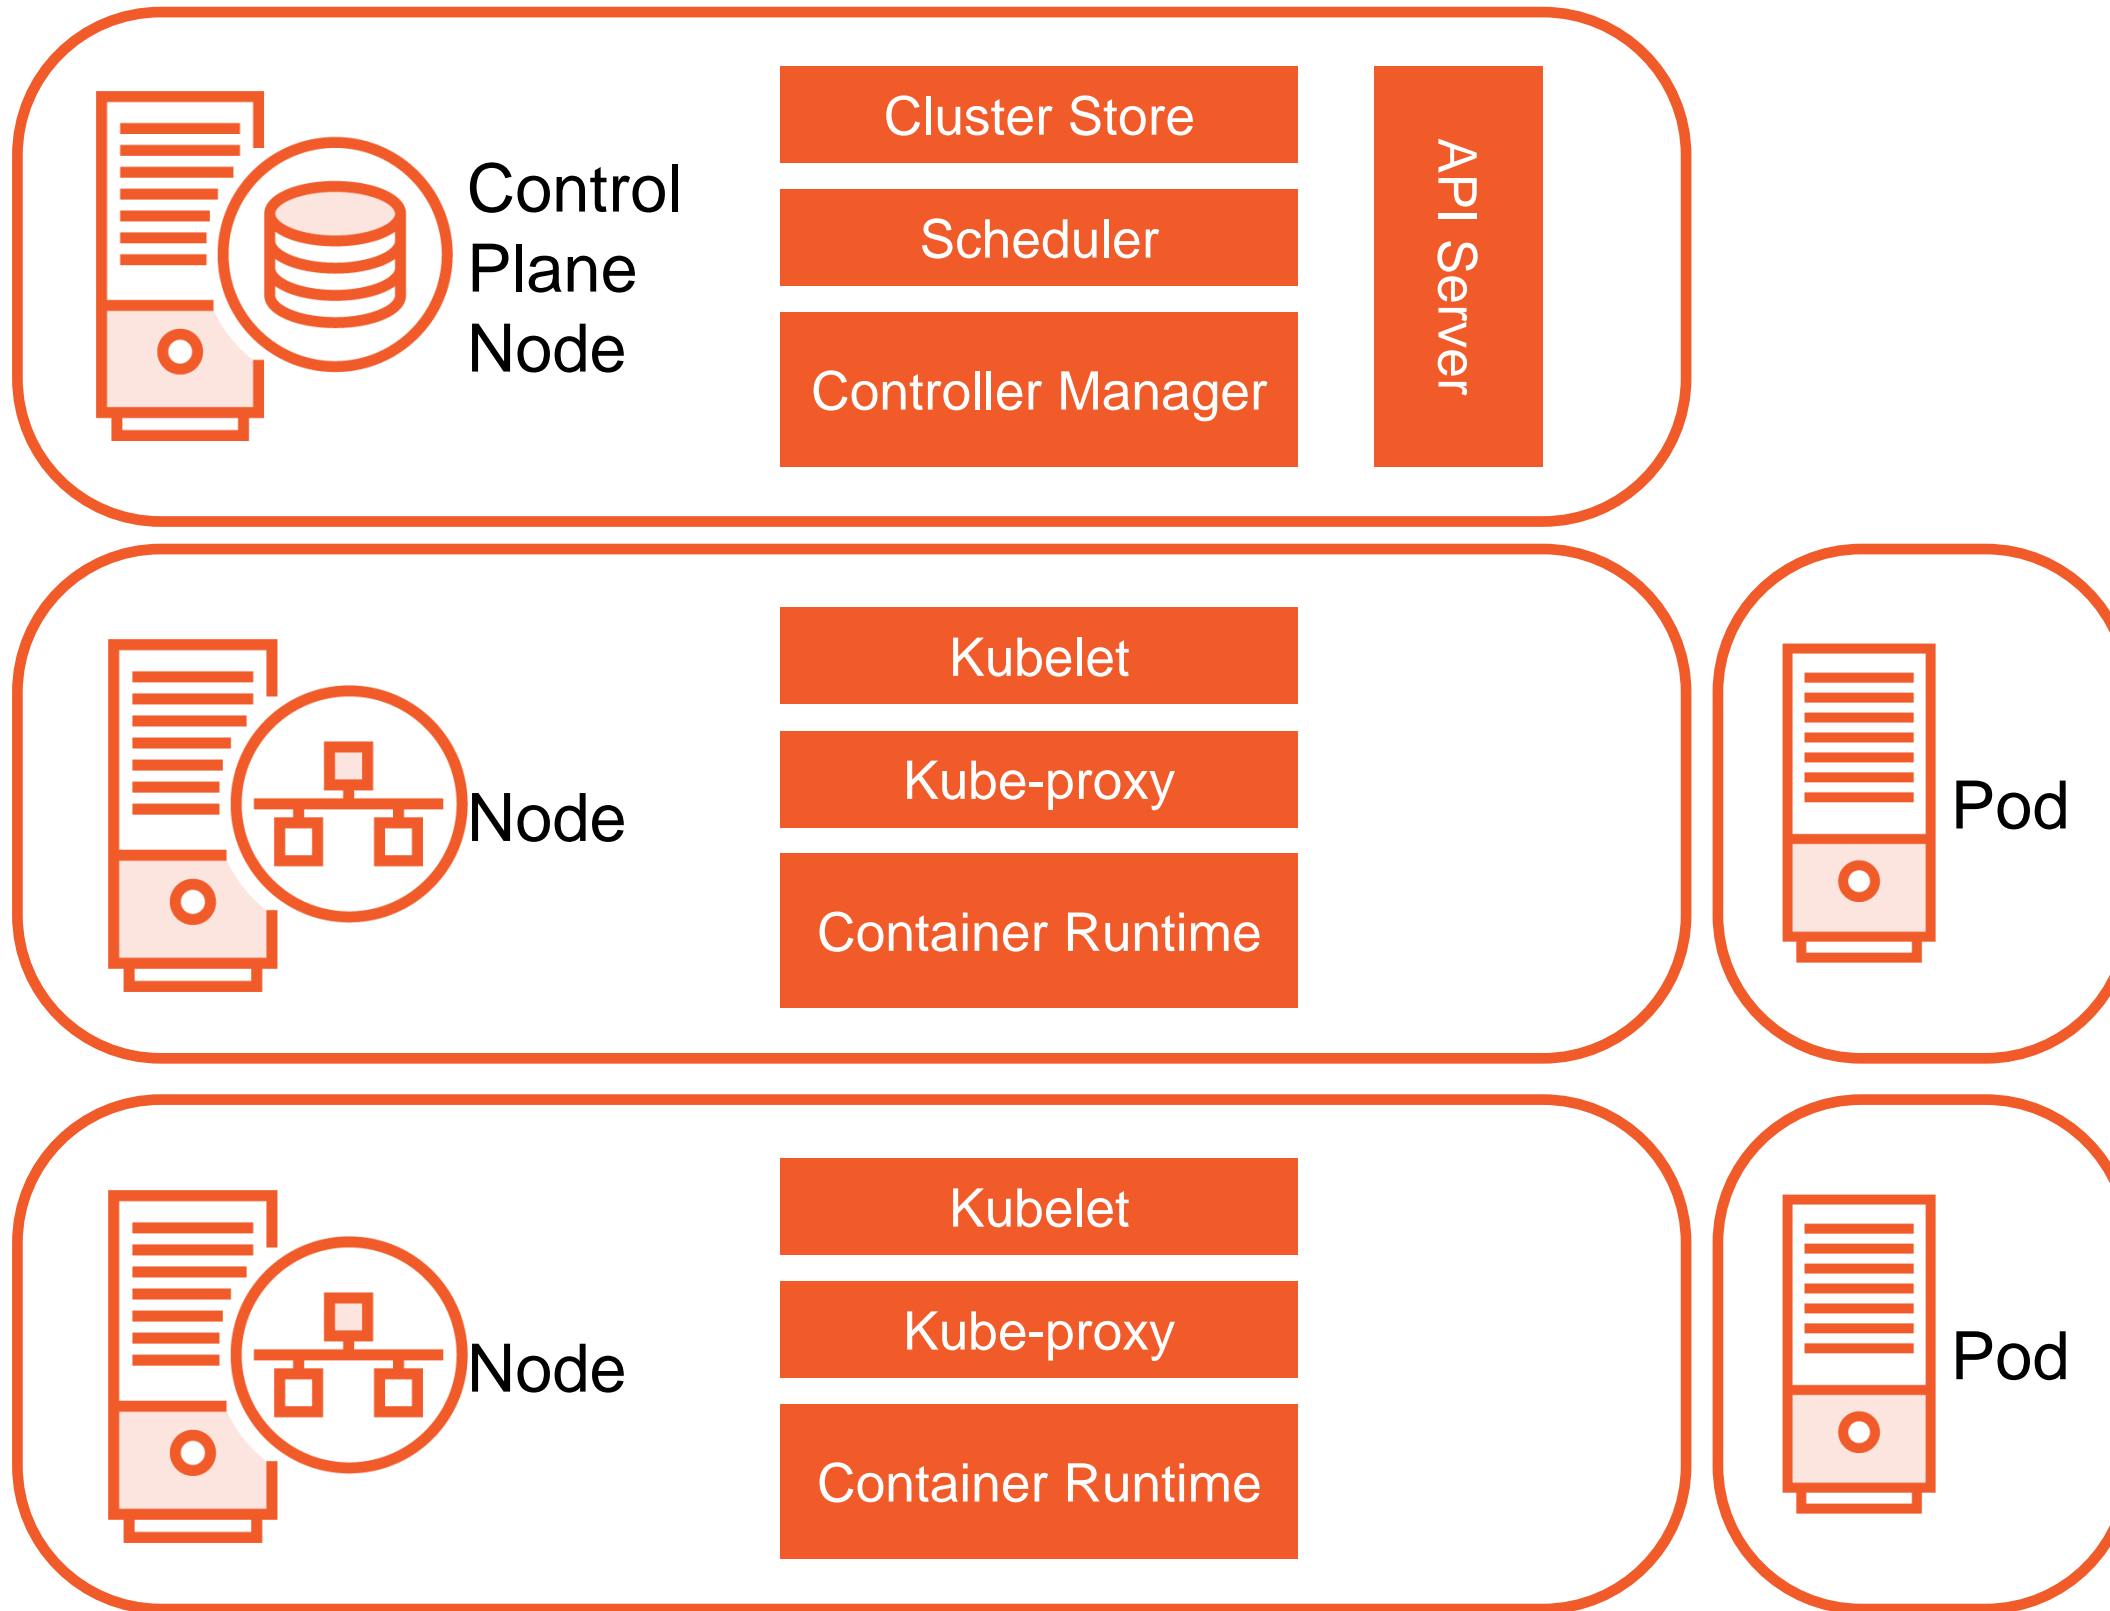 Control
Plane
Node
Cluster Store
Scheduler
Controller Manager
API Server
Node
Kubelet
Kube-proxy
Container Runtime
Pod
Node
Kubelet
Kube-proxy
Container Runtime
Pod